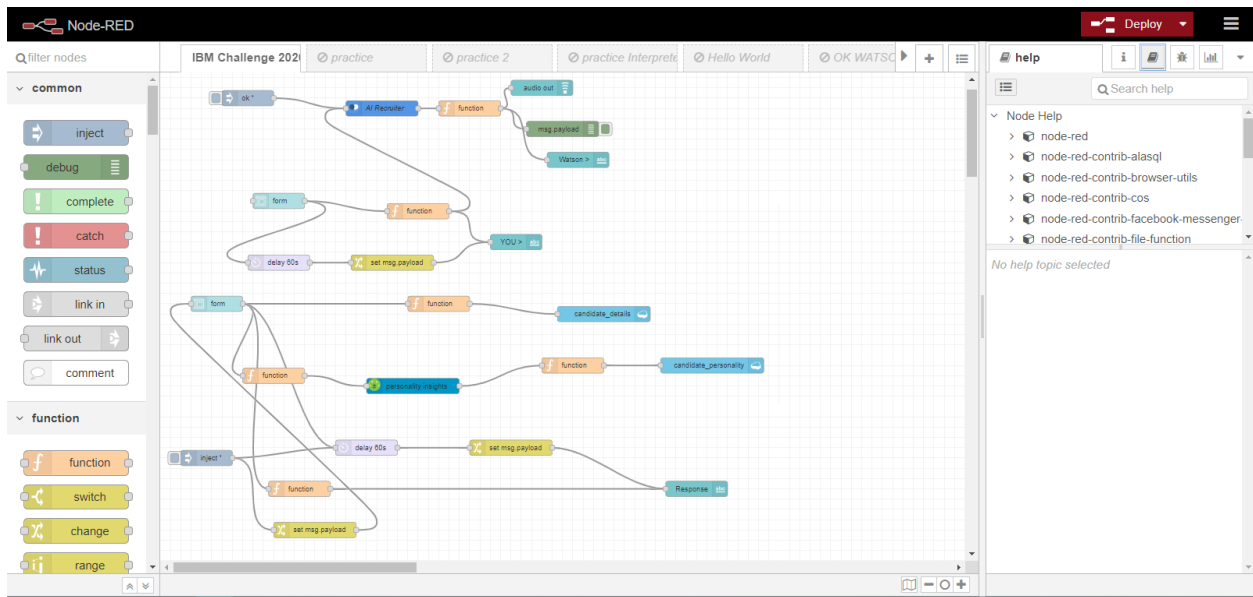 Node-RED
Deploy
filter nodes
IBM Challenge 202
practice
practice 2
practice Interprete
Hello World
OK WATSC
help
i
common
Search help
inject
ok *
audio out
AI Recruiter
function
msg.payload
Watson >
abc
Node Help
node-red
node-red-contrib-alasql
node-red-contrib-browser-utils
node-red-contrib-cos
node-red-contrib-facebook-messenger-
node-red-contrib-file-function
debug
complete
catch
status
link in
link out
comment
form
function
YOU >
abc
delay 60s
set msg.payload
No help topic selected
form
function
candidate_details
function
candidate_personality
function
personality insights
function
function
switch
change
range
delay 60s
set msg.payload
inject *
function
Response
abc
set msg.payload